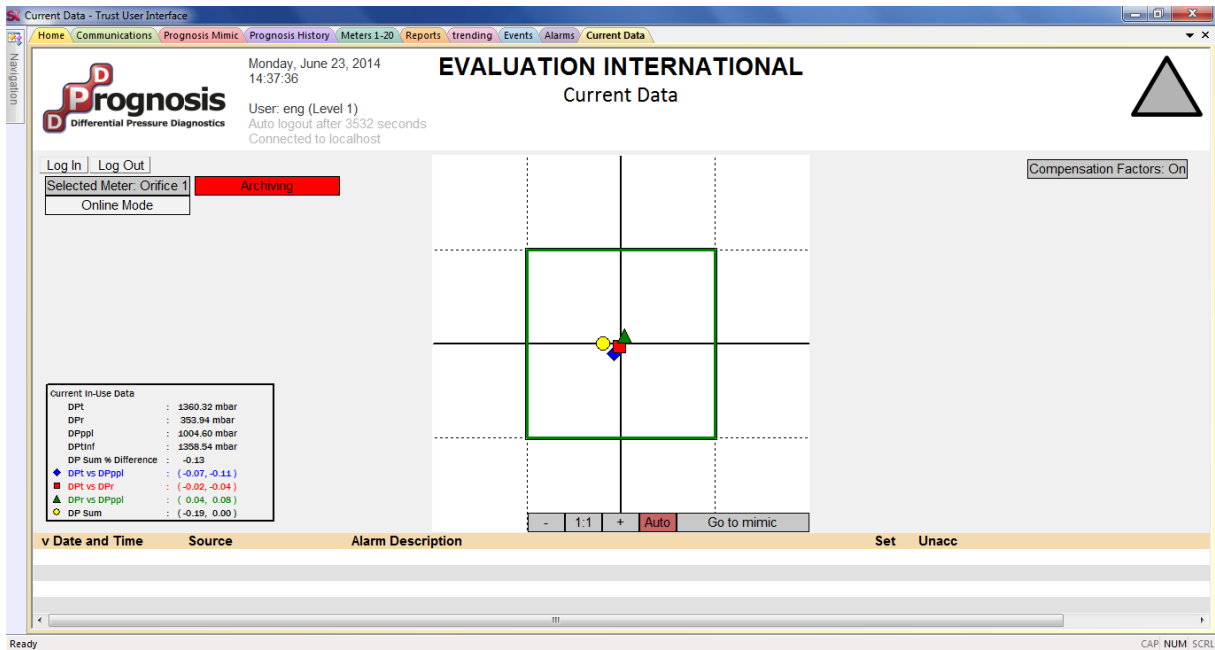 Current Data - Trust User Interface
Home Communications Prognosis Mimic Prognosis History Meters 1-20 Reports trending Events Alarms Current Data
Navigation
DP Prognosis D
Differential Pressure Diagnostics
Monday, June 23, 2014
14:37:36
User: eng (Level 1)
Auto logout after 3532 seconds
Connected to localhost
EVALUATION INTERNATIONAL
Current Data
Log In Log Out
Selected Meter: Orifice 1 Archiving
Online Mode
Compensation Factors: On
Current In-Use Data
DPt : 1360.32 mbar
DPr : 353.94 mbar
DPppl : 1004.60 mbar
DPtinf : 1358.54 mbar
DP Sum % Difference : -0.13
DPt vs DPppl : ( -0.07, -0.11 )
DPt vs DPr : ( -0.02, -0.04 )
DPr vs DPppl : ( 0.04, 0.08 )
DP Sum : ( -0.19, 0.00 )
- 1:1 + Auto Go to mimic
v Date and Time Source Alarm Description Set Unacc
Ready CAP NUM SCRL